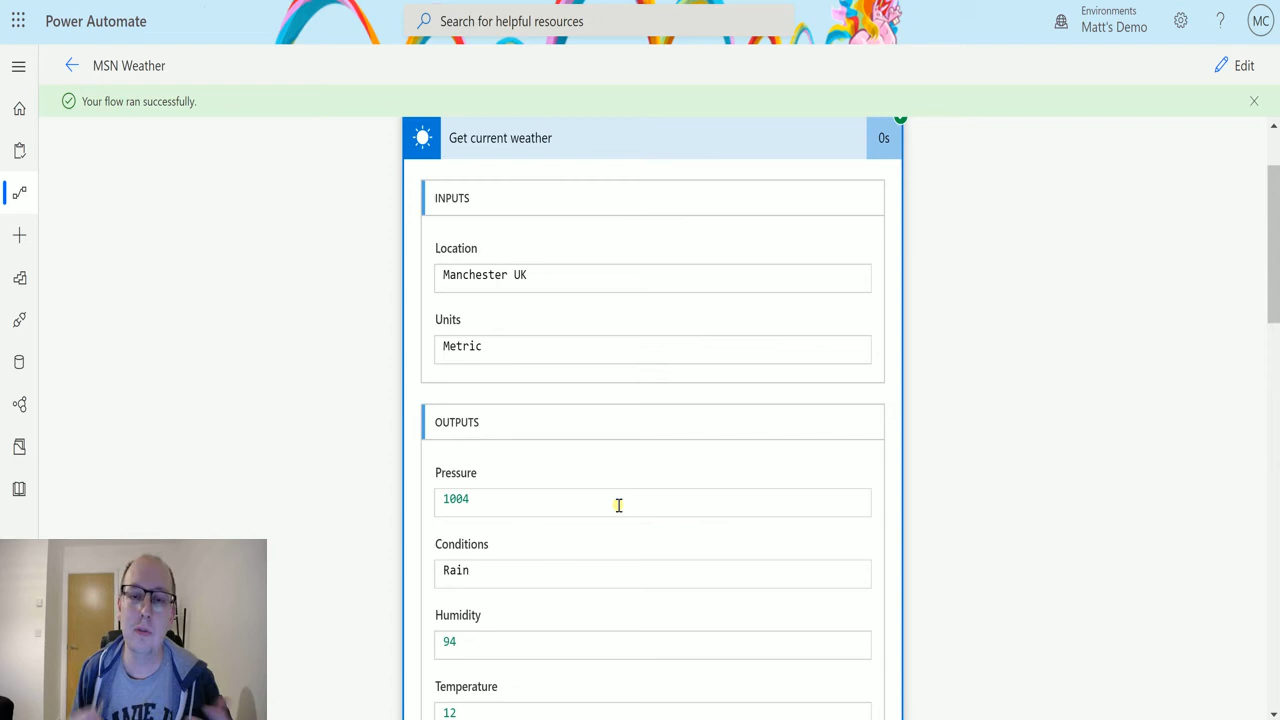 Power Automate
Search for helpful resources
Environments
Matt's Demo
MC
MSN Weather
Edit
Your flow ran successfully.
Get current weather
0s
INPUTS
Location
Manchester UK
Units
Metric
OUTPUTS
Pressure
1004
Conditions
Rain
Humidity
94
Temperature
12